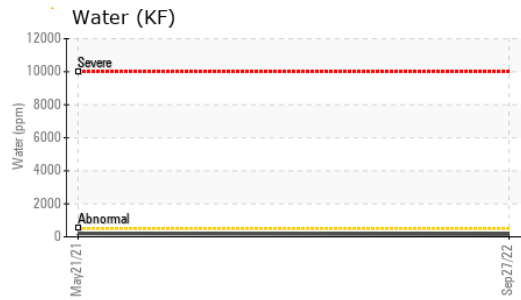 Water (KF)
12000
10000
8000
6000
4000
2000
0
Water (ppm)
Severe
Abnormal
May21/21
Sep27/22